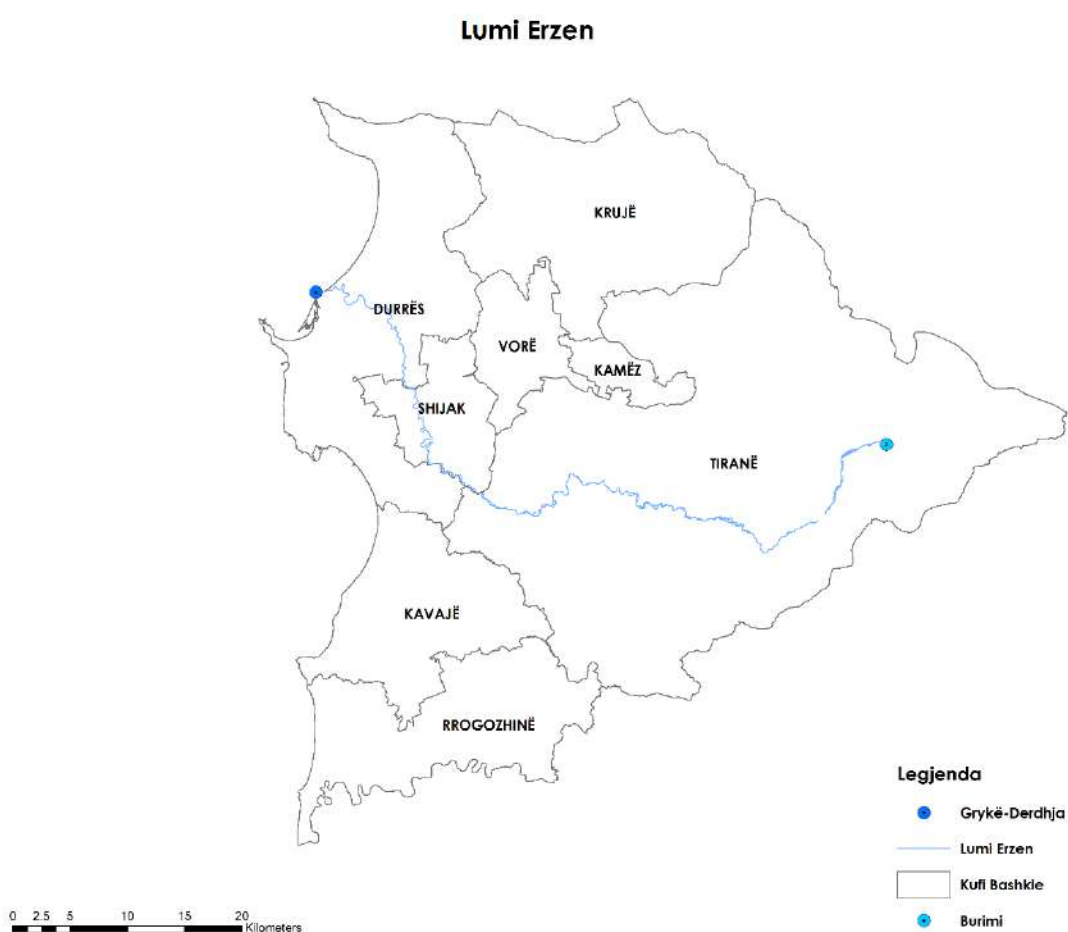 Lumi Erzen
KRUJË
DURRËS
VORË
KAMËZ
SHIJAK
TIRANË
KAVAJË
RROGOZHINË
Legjenda
Grykë-Derdhja
Lumi Erzen
Kufi Bashkie
Burimi
0 2.5 5 10 15 20
Kilometers